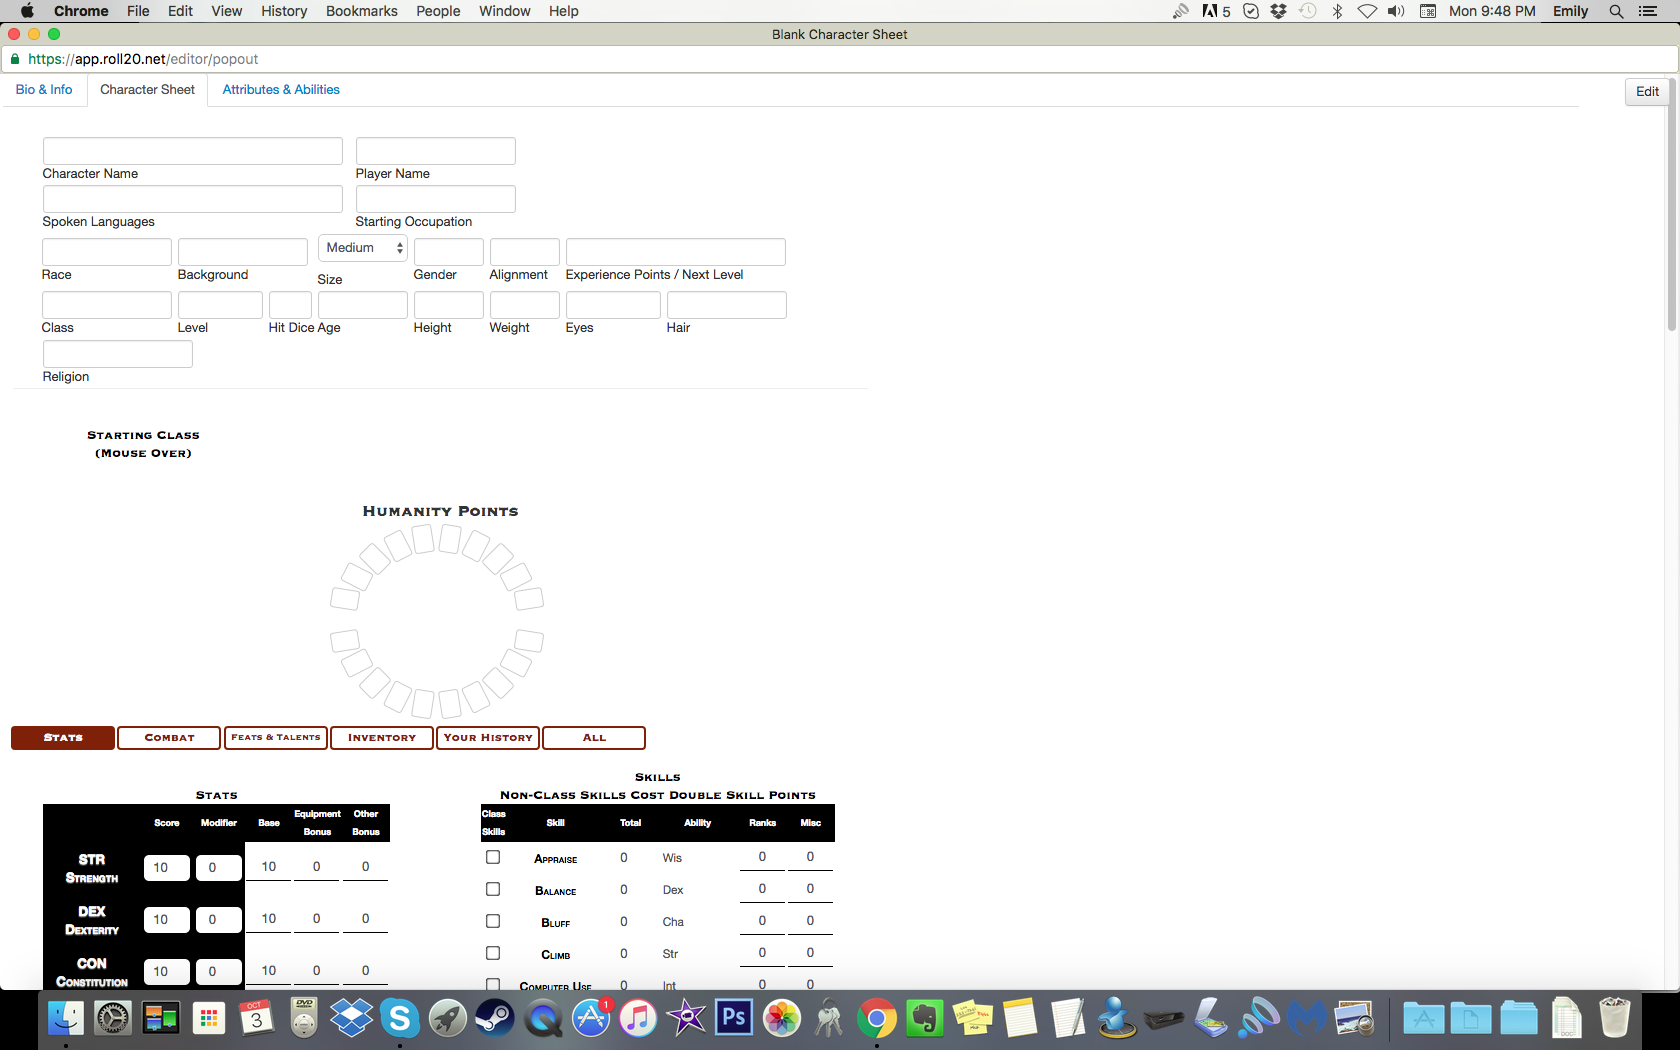 Chrome File Edit View History Bookmarks People Window Help 5 Mon 9:48 PM Emily
Blank Character Sheet
https://app.roll20.net/editor/popout
Bio & Info Character Sheet Attributes & Abilities Edit
Character Name Player Name
Spoken Languages Starting Occupation
Medium
Race Background Size Gender Alignment Experience Points / Next Level
Class Level Hit Dice Age Height Weight Eyes Hair
Religion
Starting Class
(Mouse Over)
Humanity Points
Stats Combat Feats & Talents Inventory Your History All
Stats
Score Modifier Base Equipment Bonus Other Bonus
STR Strength 10 0 10 0 0
DEX Dexterity 10 0 10 0 0
CON Constitution 10 0 10 0 0
Skills
Non-Class Skills Cost Double Skill Points
Class Skills Skill Total Ability Ranks Misc
Appraise 0 Wis 0 0
Balance 0 Dex 0 0
Bluff 0 Cha 0 0
Climb 0 Str 0 0
Computer Use 0 Int 0 0
OCT
3
DVD
1
Ps
DOC